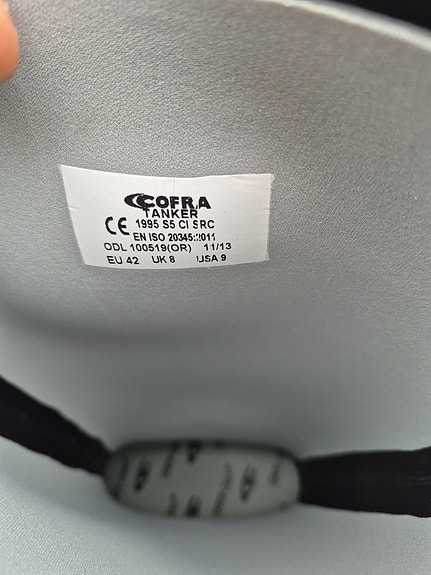 COFRA
TANKER
CE 1995 S5 CI SRC
EN ISO 20345:2011
ODL 100519(OR) 11/13
EU 42 UK 8 USA 9